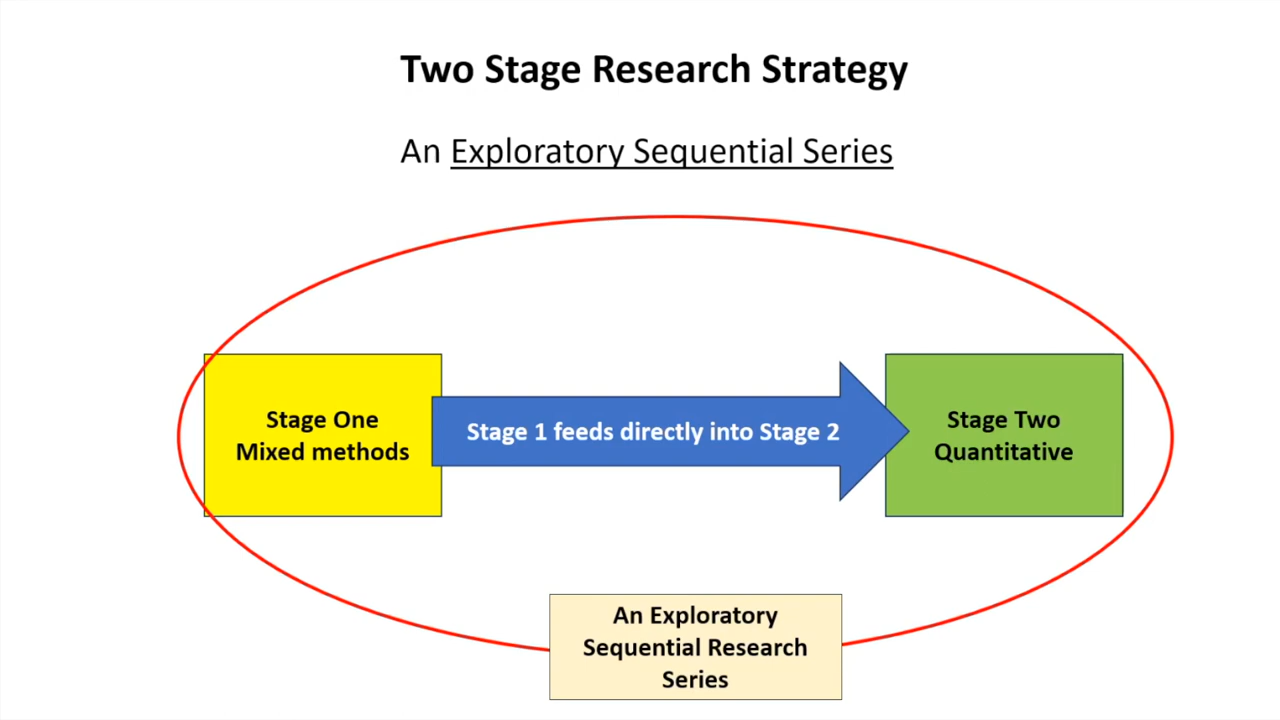 Two Stage Research Strategy
An Exploratory Sequential Series
Stage One
Mixed methods
Stage 1 feeds directly into Stage 2
Stage Two
Quantitative
An Exploratory
Sequential Research
Series